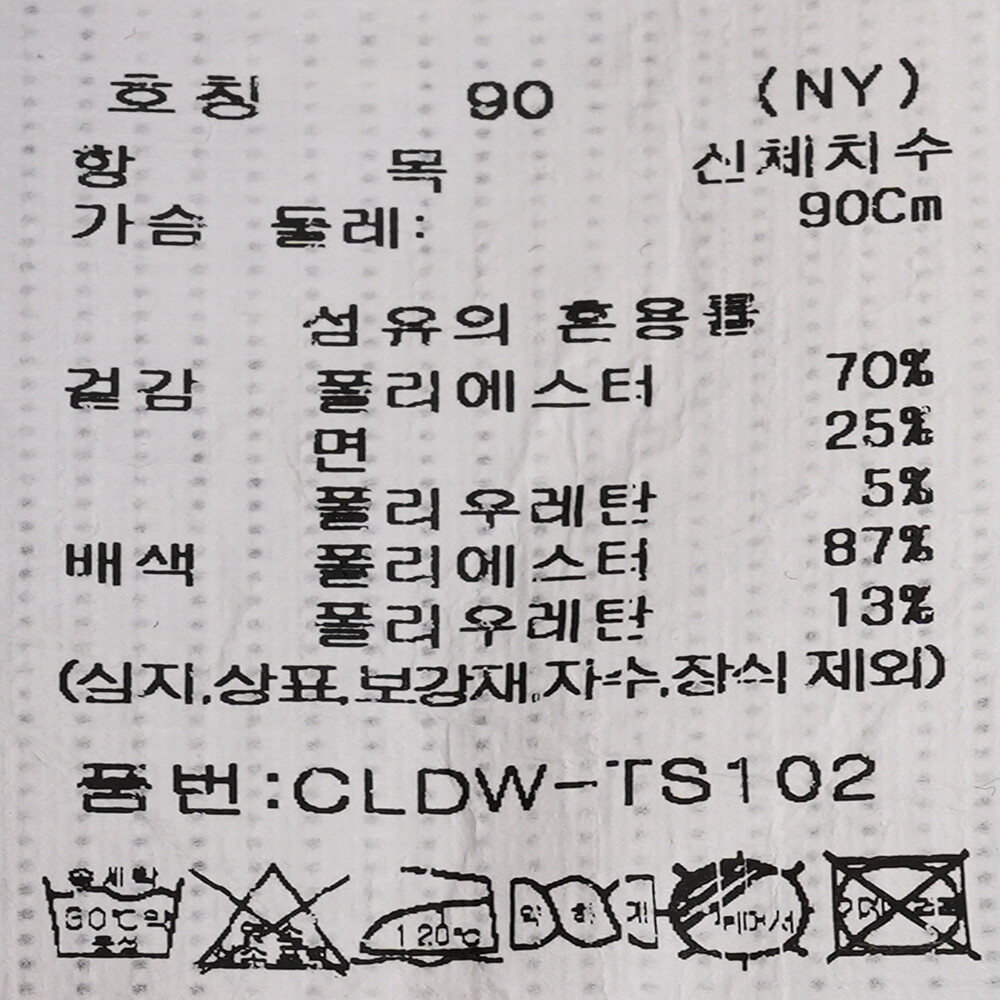 호칭 90 (NY)
항 목 신체치수
가슴 둘레: 90Cm
섬유의 혼용률
겉감 폴리에스터 70%
면 25%
폴리우레탄 5%
배색 폴리에스터 87%
폴리우레탄 13%
(심지,상표,보강재,자수,장식 제외)
품번:CLDW-TS102
30℃ 약
중성
120℃
약하게